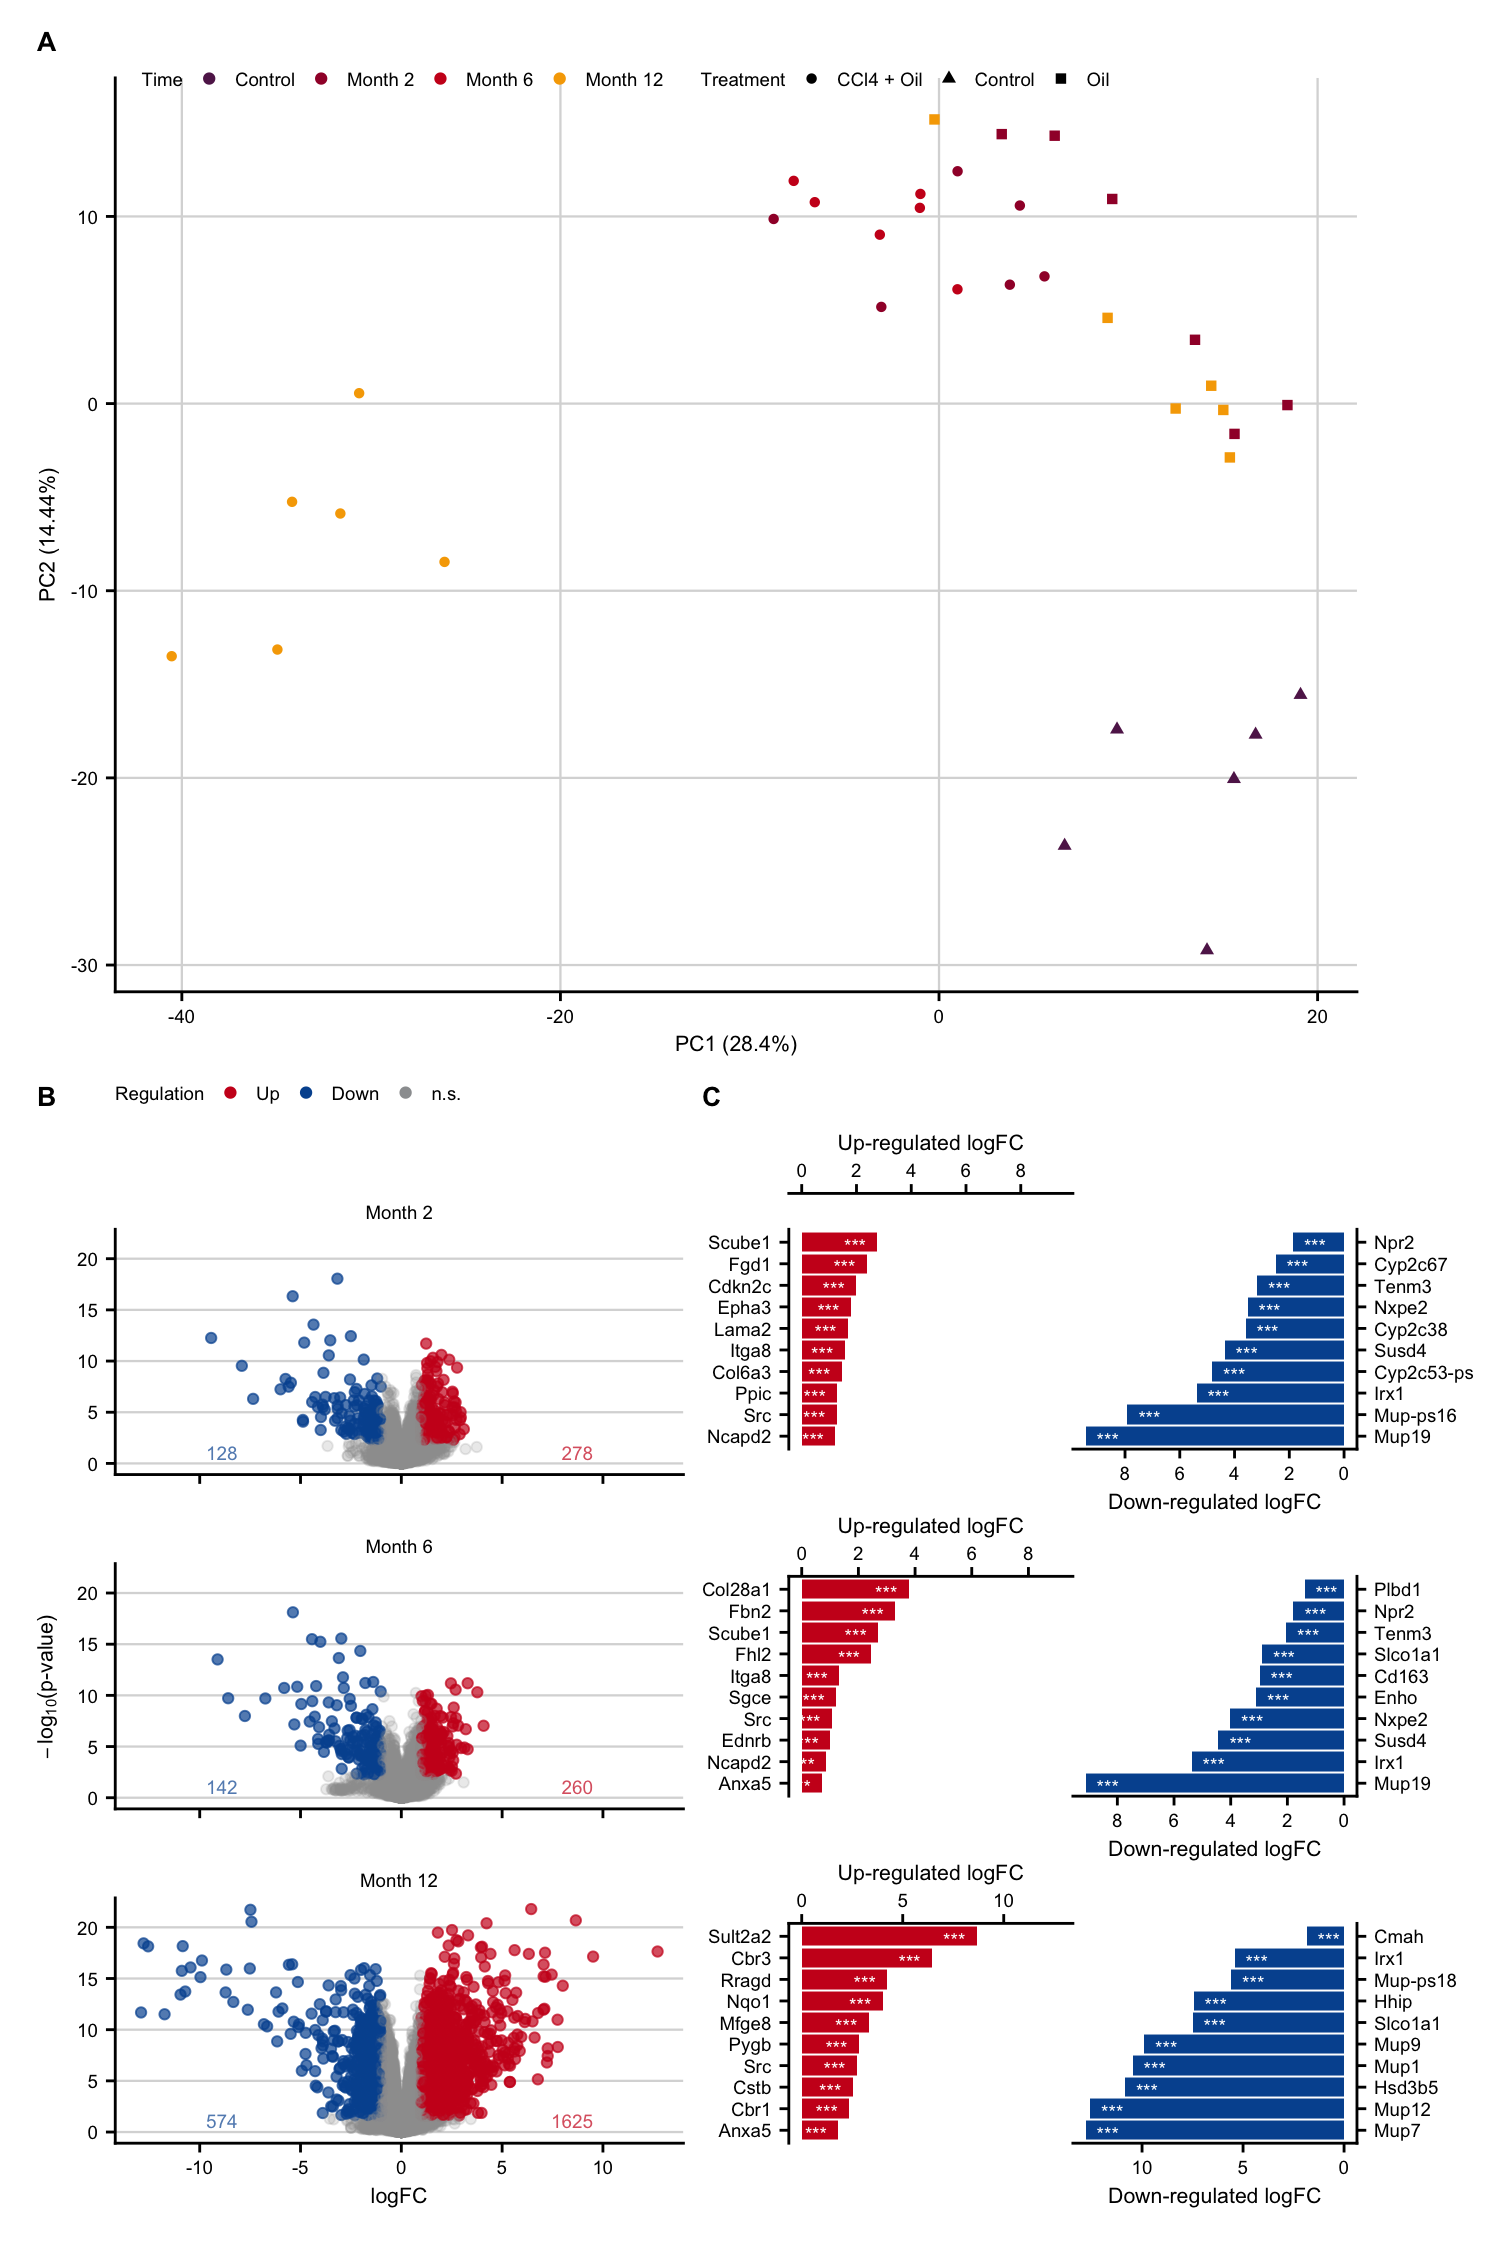 A
Time Control Month 2 Month 6 Month 12 Treatment CCl4 + Oil Control Oil
10
0
-10
-20
-30
PC2 (14.44%)
-40 -20 0 20
PC1 (28.4%)
B
Regulation Up Down n.s.
Month 2
20
15
10
5
0
128 278
Month 6
20
15
10
5
0
142 260
Month 12
20
15
10
5
0
574 1625
-10 -5 0 5 10
logFC
– log10(p-value)
C
Up-regulated logFC
0 2 4 6 8
Scube1 *** *** Npr2
Fgd1 *** *** Cyp2c67
Cdkn2c *** *** Tenm3
Epha3 *** *** Nxpe2
Lama2 *** *** Cyp2c38
Itga8 *** *** Susd4
Col6a3 *** *** Cyp2c53-ps
Ppic *** *** Irx1
Src *** *** Mup-ps16
Ncapd2 *** *** Mup19
8 6 4 2 0
Down-regulated logFC
Up-regulated logFC
0 2 4 6 8
Col28a1 *** *** Plbd1
Fbn2 *** *** Npr2
Scube1 *** *** Tenm3
Fhl2 *** *** Slco1a1
Itga8 *** *** Cd163
Sgce *** *** Enho
Src *** *** Nxpe2
Ednrb ** *** Susd4
Ncapd2 ** *** Irx1
Anxa5 * *** Mup19
8 6 4 2 0
Down-regulated logFC
Up-regulated logFC
0 5 10
Sult2a2 *** *** Cmah
Cbr3 *** *** Irx1
Rragd *** *** Mup-ps18
Nqo1 *** *** Hhip
Mfge8 *** *** Slco1a1
Pygb *** *** Mup9
Src *** *** Mup1
Cstb *** *** Hsd3b5
Cbr1 *** *** Mup12
Anxa5 *** *** Mup7
10 5 0
Down-regulated logFC